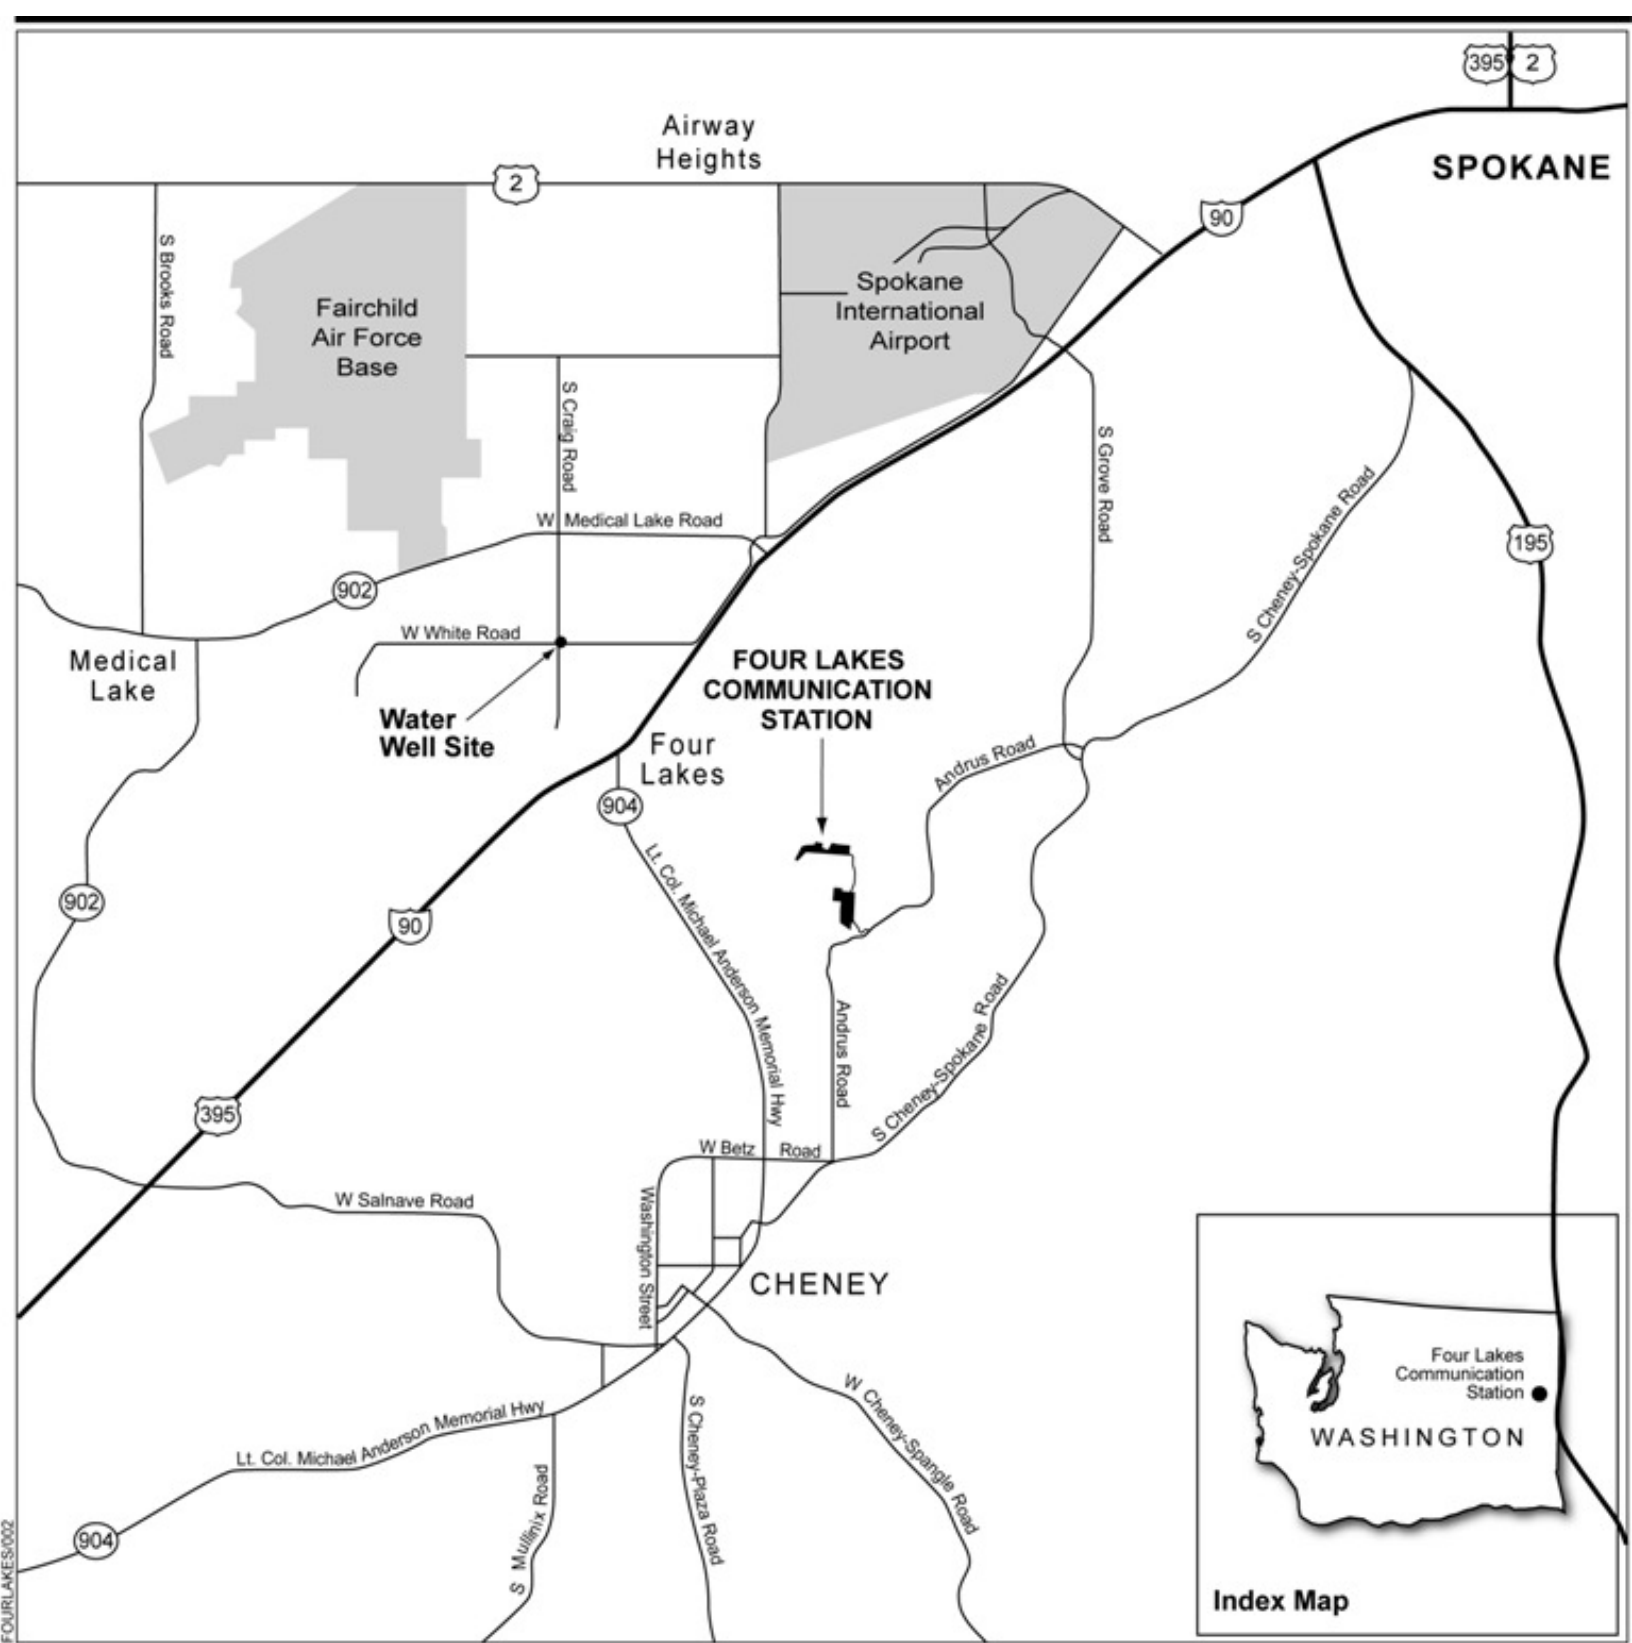 395
2
Airway
Heights
SPOKANE
2
90
S Brooks Road
Fairchild
Air Force
Base
Spokane
International
Airport
S Craig Road
S Grove Road
W Medical Lake Road
S Cheney-Spokane Road
195
902
W White Road
Medical
Lake
FOUR LAKES
COMMUNICATION
STATION
Water
Well Site
Four
Lakes
Andrus Road
904
902
90
Lt. Col. Michael Anderson Memorial Hwy
Andrus Road
S Cheney-Spokane Road
395
W Betz Road
W Salnave Road
Washington Street
CHENEY
Lt. Col. Michael Anderson Memorial Hwy
S Mullinix Road
S Cheney-Plaza Road
W Cheney-Spangle Road
904
Four Lakes
Communication
Station
WASHINGTON
Index Map
FOURLAKES/002